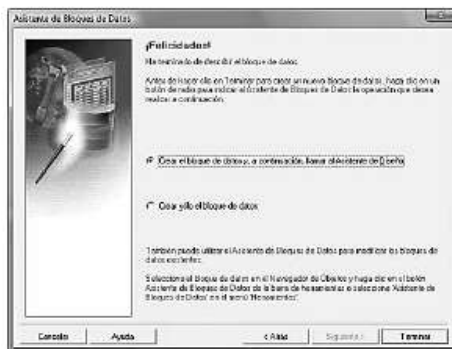 Asistente de Bloques de Datos
¡Felicidades!
Ha terminado de describir el bloque de datos.
Antes de hacer clic en Terminar para crear un nuevo bloque de datos, haga clic en un
botón de radio para indicar al Asistente de Bloques de Datos la operación que desea
realizar a continuación.
Crear el bloque de datos y, a continuación, llamar al Asistente de Diseño
Crear sólo el bloque de datos
También puede utilizar el Asistente de Bloques de Datos para modificar los bloques de
datos existentes.
Seleccione el bloque de datos en el Navegador de Objetos y haga clic en el botón
Asistente de Bloques de Datos de la barra de herramientas o seleccione 'Asistente de
Bloques de Datos' en el menú 'Herramientas'.
Cancelar Ayuda < Atrás Siguiente > Terminar